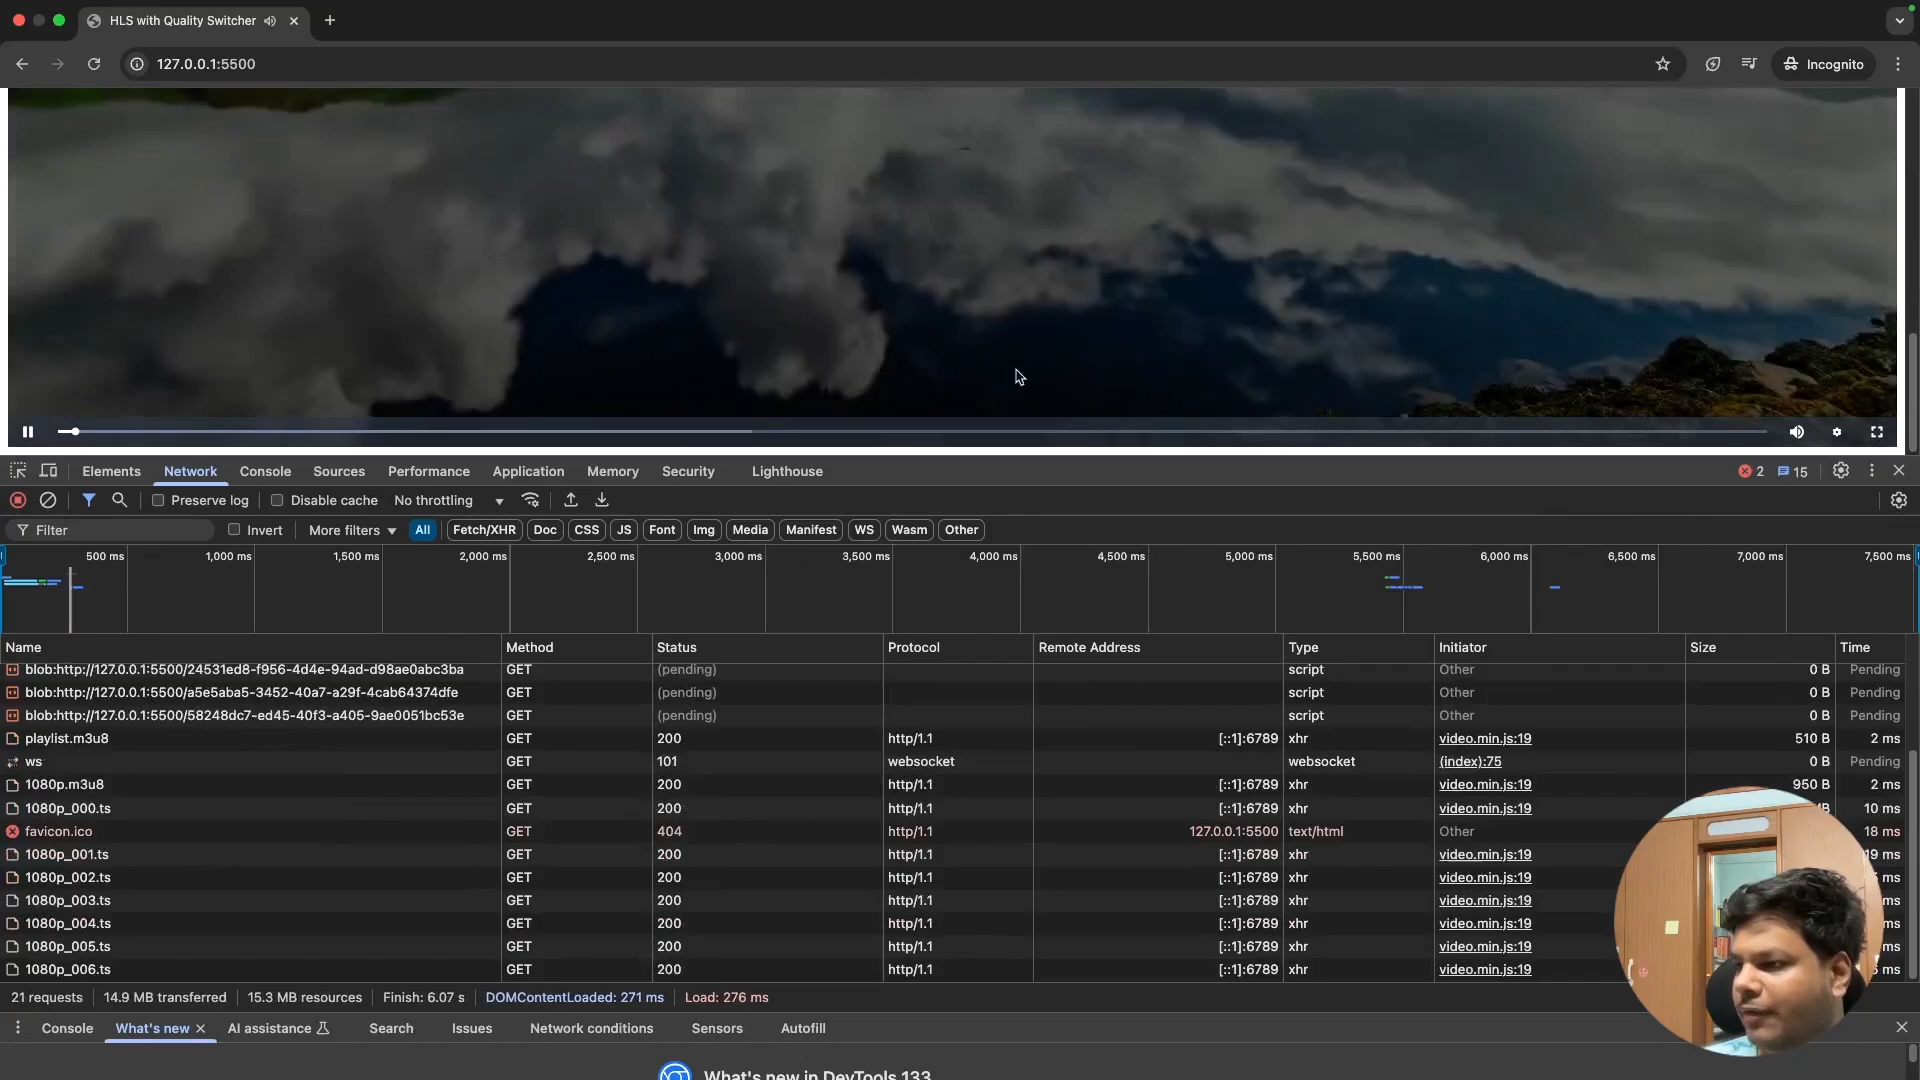 HLS with Quality Switcher
127.0.0.1:5500
Incognito
Elements Network Console Sources Performance Application Memory Security Lighthouse 2 15
Preserve log Disable cache No throttling
Filter Invert More filters All Fetch/XHR Doc CSS JS Font Img Media Manifest WS Wasm Other
500 ms 1,000 ms 1,500 ms 2,000 ms 2,500 ms 3,000 ms 3,500 ms 4,000 ms 4,500 ms 5,000 ms 5,500 ms 6,000 ms 6,500 ms 7,000 ms 7,500 ms
Name Method Status Protocol Remote Address Type Initiator Size Time
blob:http://127.0.0.1:5500/24531ed8-f956-4d4e-94ad-d98ae0abc3ba GET (pending) script Other 0 B Pending
blob:http://127.0.0.1:5500/a5e5aba5-3452-40a7-a29f-4cab64374dfe GET (pending) script Other 0 B Pending
blob:http://127.0.0.1:5500/58248dc7-ed45-40f3-a405-9ae0051bc53e GET (pending) script Other 0 B Pending
playlist.m3u8 GET 200 http/1.1 [::1]:6789 xhr video.min.js:19 510 B 2 ms
ws GET 101 websocket websocket (index):75 0 B Pending
1080p.m3u8 GET 200 http/1.1 [::1]:6789 xhr video.min.js:19 950 B 2 ms
1080p_000.ts GET 200 http/1.1 [::1]:6789 xhr video.min.js:19 10 ms
favicon.ico GET 404 http/1.1 127.0.0.1:5500 text/html Other 18 ms
1080p_001.ts GET 200 http/1.1 [::1]:6789 xhr video.min.js:19 ms
1080p_002.ts GET 200 http/1.1 [::1]:6789 xhr video.min.js:19 ms
1080p_003.ts GET 200 http/1.1 [::1]:6789 xhr video.min.js:19 ms
1080p_004.ts GET 200 http/1.1 [::1]:6789 xhr video.min.js:19 ms
1080p_005.ts GET 200 http/1.1 [::1]:6789 xhr video.min.js:19 ms
1080p_006.ts GET 200 http/1.1 [::1]:6789 xhr video.min.js:19 ms
21 requests 14.9 MB transferred 15.3 MB resources Finish: 6.07 s DOMContentLoaded: 271 ms Load: 276 ms
Console What's new AI assistance Search Issues Network conditions Sensors Autofill
What's new in DevTools 133